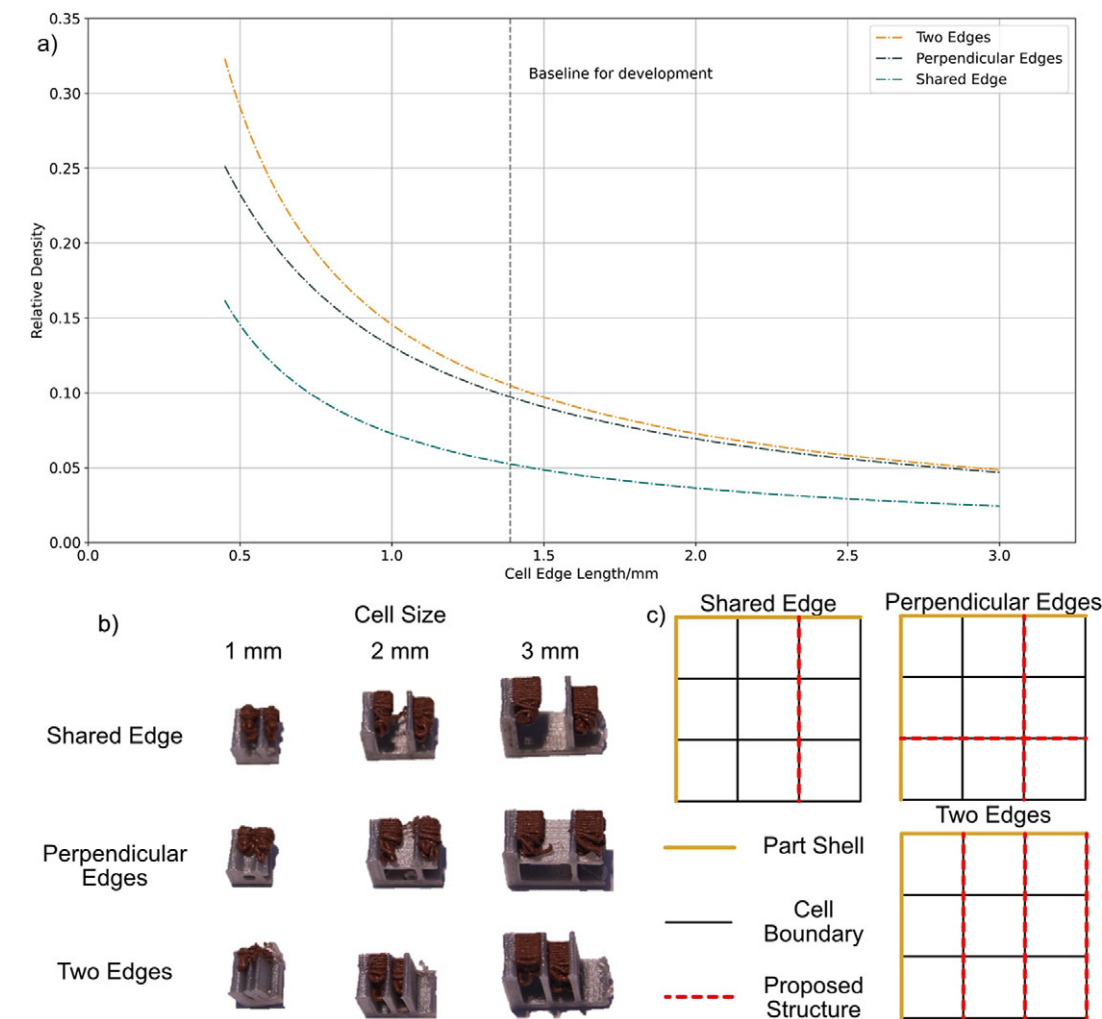 a)
0.35
0.30
0.25
0.20
0.15
0.10
0.05
0.00
Relative Density
Two Edges
Perpendicular Edges
Shared Edge
Baseline for development
0.0 0.5 1.0 1.5 2.0 2.5 3.0
Cell Edge Length/mm
b)
Cell Size
1 mm 2 mm 3 mm
Shared Edge
Perpendicular
Edges
Two Edges
c)
Shared Edge
Perpendicular Edges
Two Edges
Part Shell
Cell
Boundary
Proposed
Structure